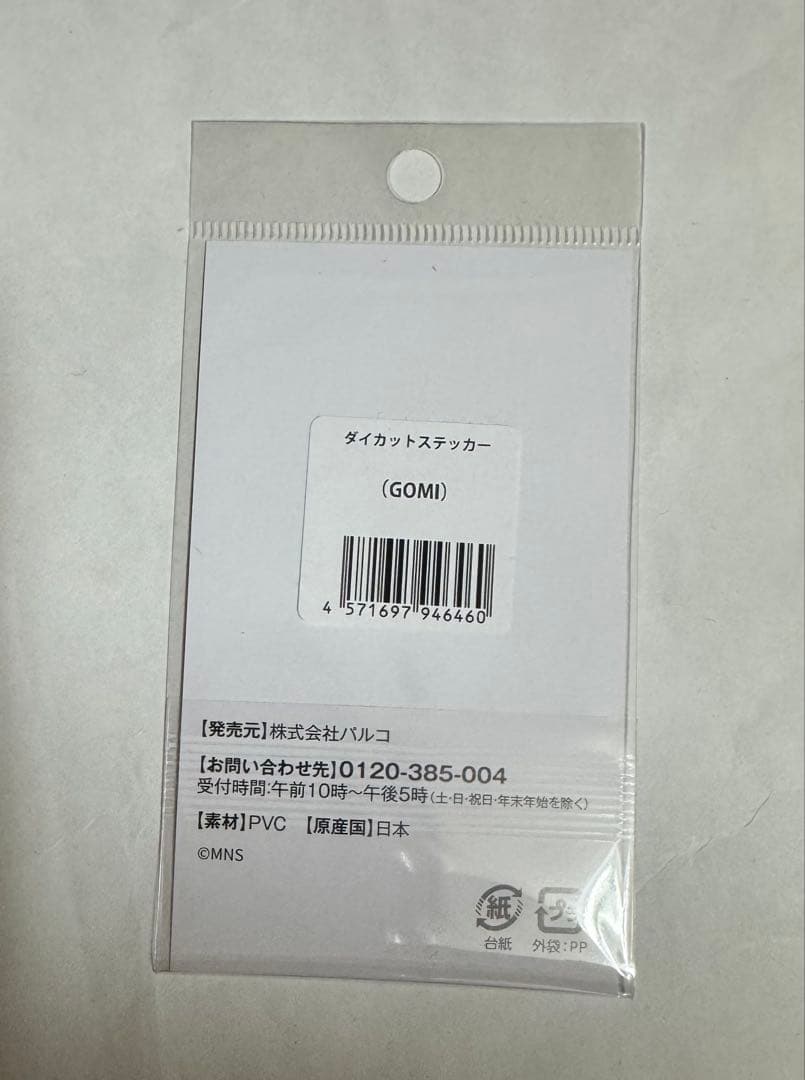 ダイカットステッカー
（GOMI）
4 571697 946460
【発売元】株式会社パルコ
【お問い合わせ先】0120-385-004
受付時間:午前10時〜午後5時（土・日・祝日・年末年始を除く）
【素材】PVC 【原産国】日本
©MNS
紙 プラ
台紙 外袋：PP